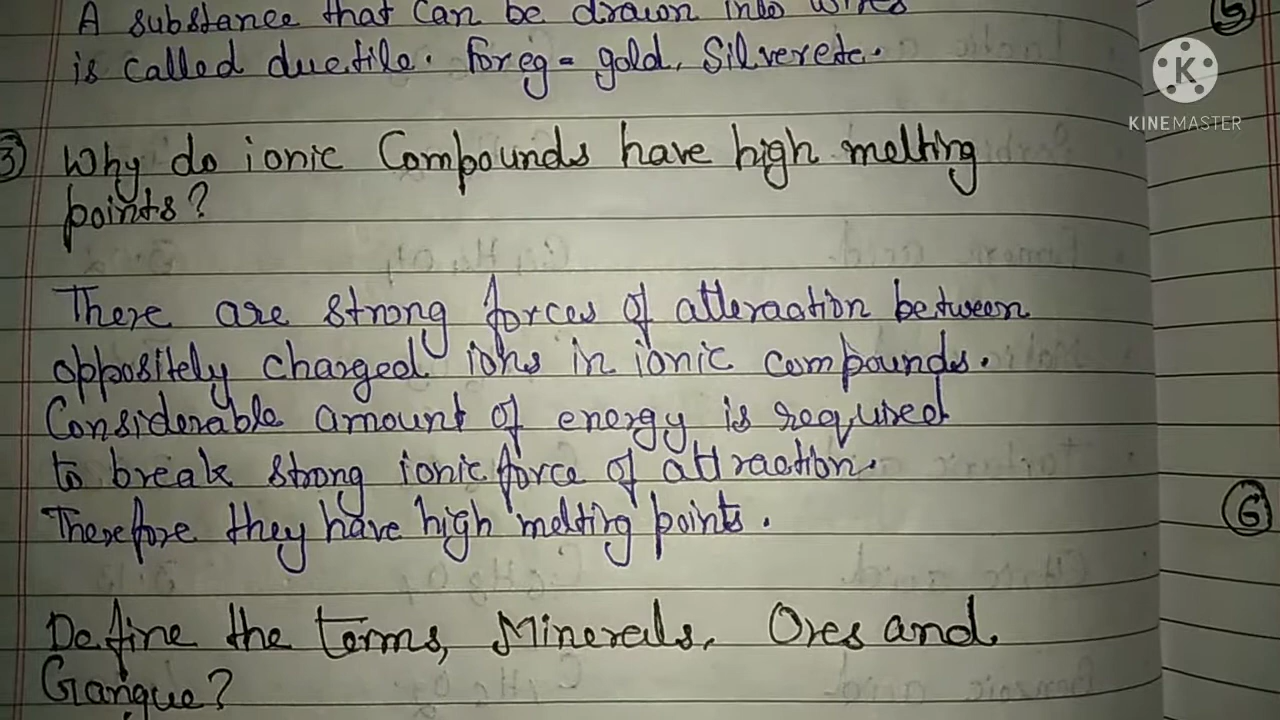 A substance that can be drawn into wires
is called ductile. For eg = gold, Silver etc.
5
K
KINEMASTER
3 Why do ionic Compounds have high melting
points?
There are strong forces of atteraction between
oppositely charged ions in ionic compounds.
Considerable amount of energy is required
to break strong ionic force of attraction.
Therefore they have high melting points.
6
Define the terms, Minerals, Ores and
Gangue?